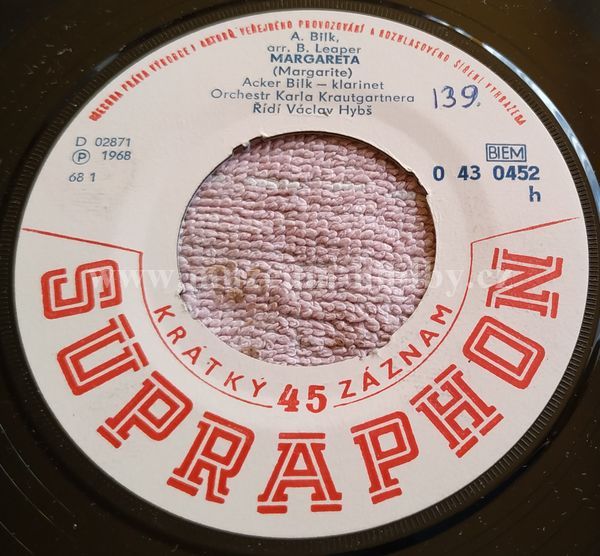 VŠECHNA PRÁVA VÝROBCE I AUTORŮ VEŘEJNÉHO PROVOZOVÁNÍ A ROZHLASOVÉHO ŠÍŘENÍ VYHRAZENA
A. Bilk,
arr. B. Leaper
MARGARETA
(Margarite)
Acker Bilk – klarinet
Orchestr Karla Krautgartnera
Řídí Václav Hybš
139.
D 02871
Ⓟ 1968
68 1
BIEM
0 43 0452
h
KRÁTKÝ 45 ZÁZNAM
SUPRAPHON